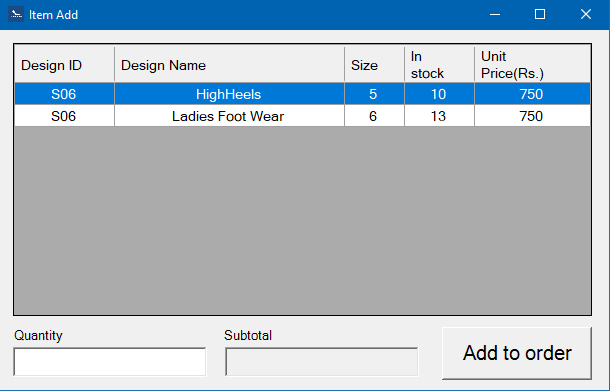 Item Add
Design ID Design Name Size In stock Unit Price(Rs.)
S06 HighHeels 5 10 750
S06 Ladies Foot Wear 6 13 750
Quantity Subtotal
Add to order